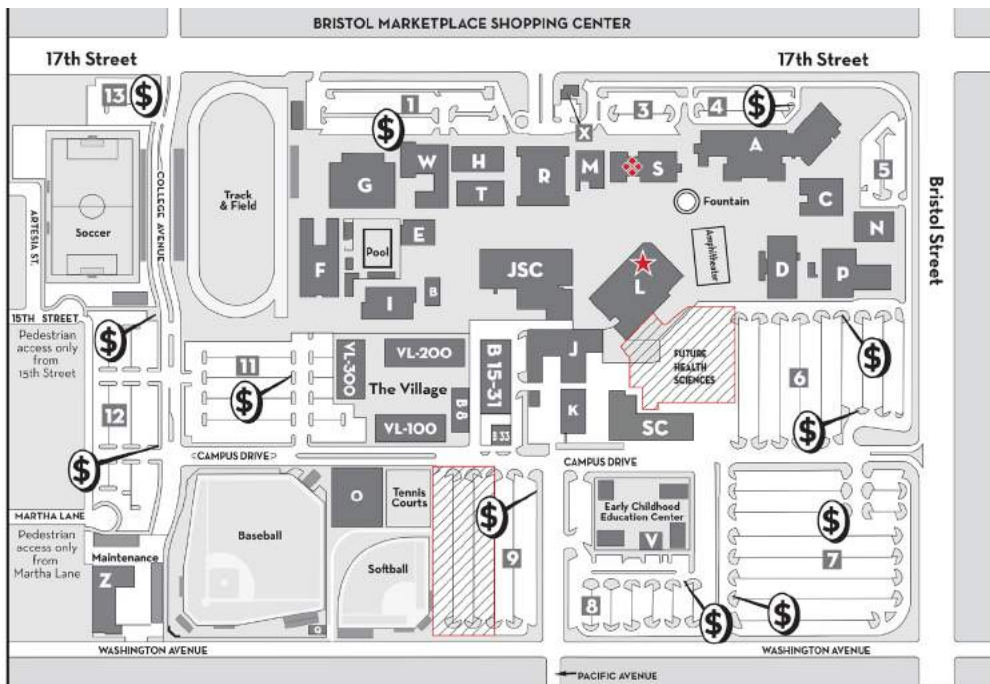 BRISTOL MARKETPLACE SHOPPING CENTER
17th Street
17th Street
13
$
1
$
3
4
$
X
5
W
H
T
G
R
M
S
A
C
N
Fountain
Track
& Field
COLLEGE AVENUE
ARTESIA ST.
Soccer
Bristol Street
F
Pool
E
I
B
JSC
L
Amphitheater
D
P
15TH STREET
Pedestrian
access only
from
15th Street
$
11
$
VL-300
VL-200
The Village
VL-100
B 8
B 15-31
B 33
J
K
SC
FUTURE
HEALTH
SCIENCES
6
$
$
12
$
CAMPUS DRIVE
CAMPUS DRIVE
MARTHA LANE
Pedestrian
access only
from
Martha Lane
Maintenance
Z
Baseball
O
Tennis
Courts
Softball
Q
9
$
Early Childhood
Education Center
V
8
$
$
7
$
WASHINGTON AVENUE
WASHINGTON AVENUE
PACIFIC AVENUE